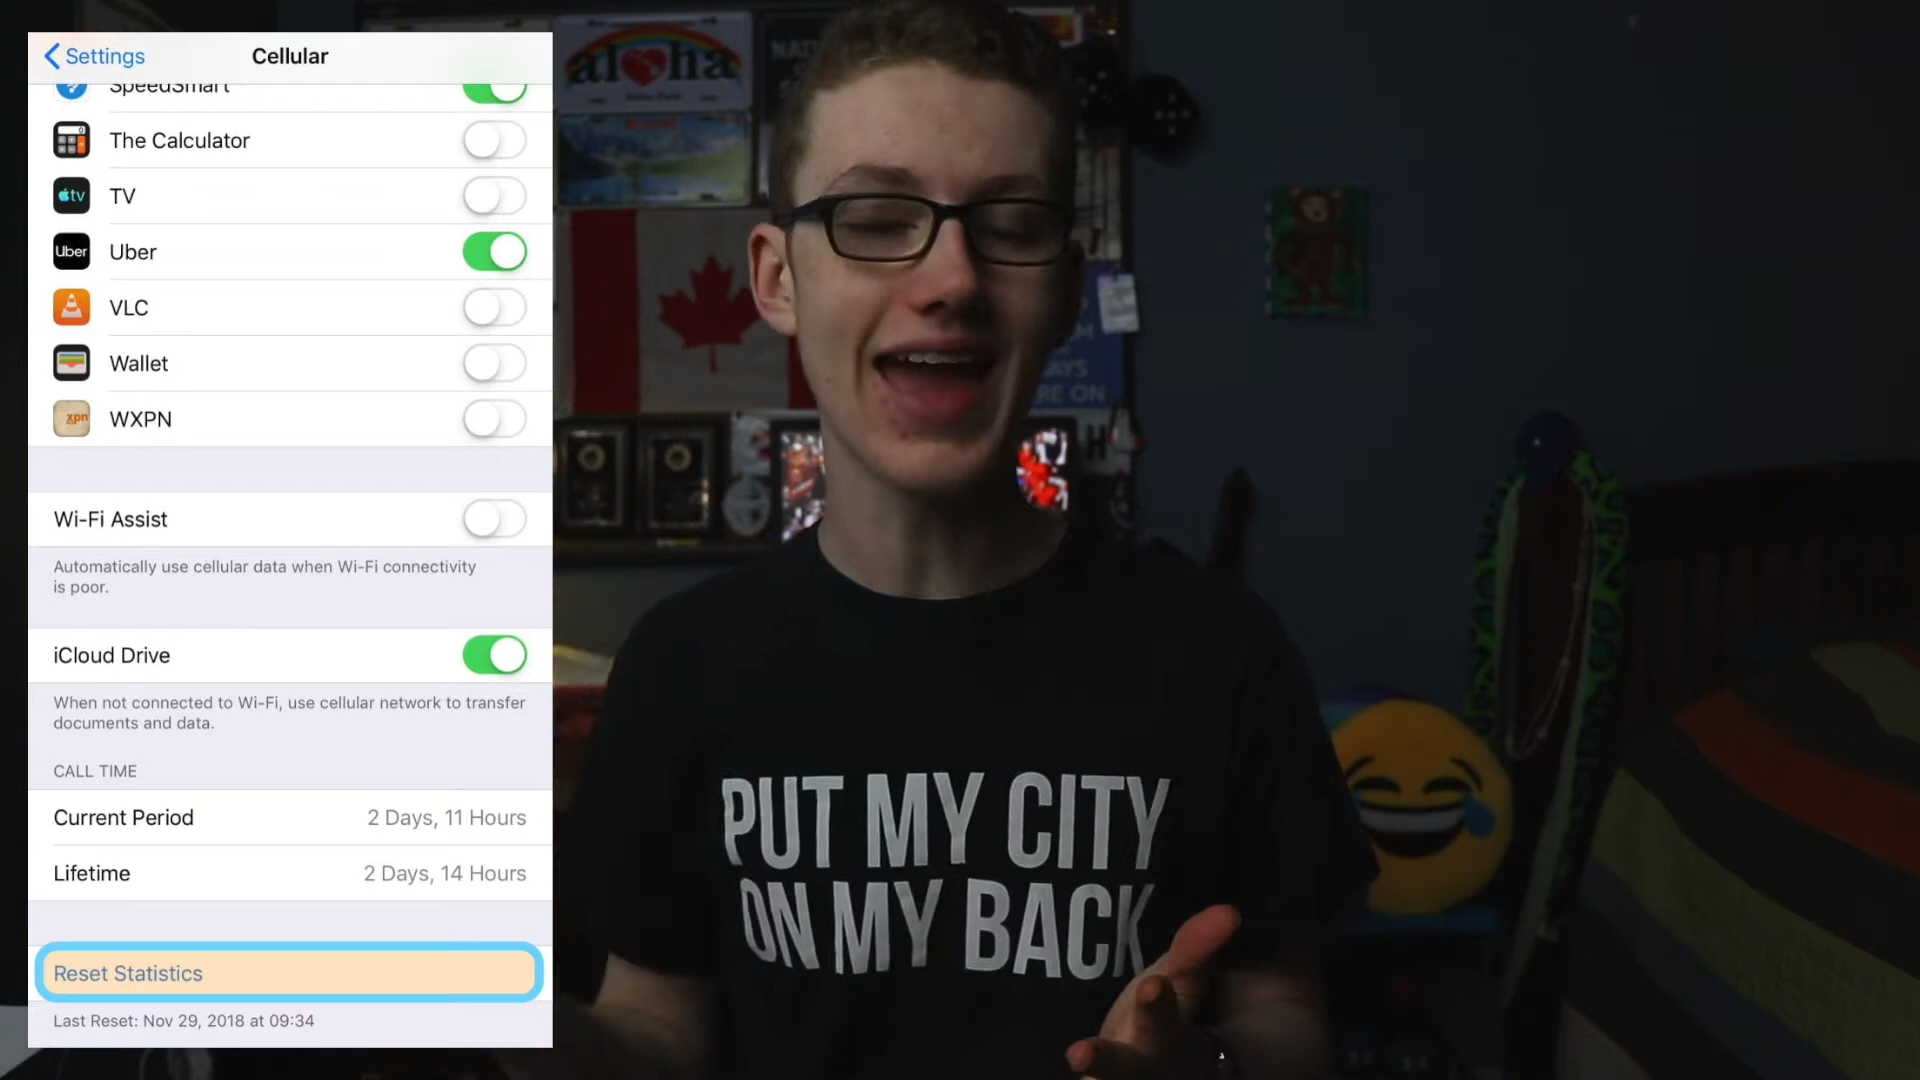 Settings
Cellular
SpeedSmart
The Calculator
tv
TV
Uber
Uber
VLC
Wallet
xpn
WXPN
Wi-Fi Assist
Automatically use cellular data when Wi-Fi connectivity
is poor.
iCloud Drive
When not connected to Wi-Fi, use cellular network to transfer
documents and data.
CALL TIME
Current Period
2 Days, 11 Hours
Lifetime
2 Days, 14 Hours
Reset Statistics
Last Reset: Nov 29, 2018 at 09:34
aloha
PUT MY CITY
ON MY BACK